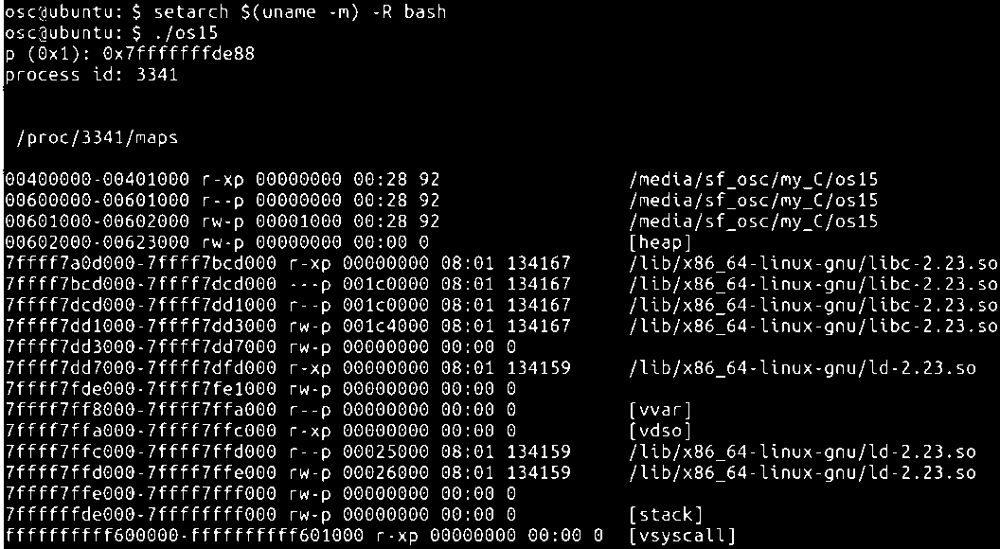 osc@ubuntu: $ setarch $(uname -m) -R bash
osc@ubuntu: $ ./os15
p (0x1): 0x7fffffffde88
process id: 3341
/proc/3341/maps
00400000-00401000 r-xp 00000000 00:28 92 /media/sf_osc/my_C/os15
00600000-00601000 r--p 00000000 00:28 92 /media/sf_osc/my_C/os15
00601000-00602000 rw-p 00001000 00:28 92 /media/sf_osc/my_C/os15
00602000-00623000 rw-p 00000000 00:00 0 [heap]
7ffff7a0d000-7ffff7bcd000 r-xp 00000000 08:01 134167 /lib/x86_64-linux-gnu/libc-2.23.so
7ffff7bcd000-7ffff7dcd000 ---p 001c0000 08:01 134167 /lib/x86_64-linux-gnu/libc-2.23.so
7ffff7dcd000-7ffff7dd1000 r--p 001c0000 08:01 134167 /lib/x86_64-linux-gnu/libc-2.23.so
7ffff7dd1000-7ffff7dd3000 rw-p 001c4000 08:01 134167 /lib/x86_64-linux-gnu/libc-2.23.so
7ffff7dd3000-7ffff7dd7000 rw-p 00000000 00:00 0
7ffff7dd7000-7ffff7dfd000 r-xp 00000000 08:01 134159 /lib/x86_64-linux-gnu/ld-2.23.so
7ffff7fde000-7ffff7fe1000 rw-p 00000000 00:00 0
7ffff7ff8000-7ffff7ffa000 r--p 00000000 00:00 0 [vvar]
7ffff7ffa000-7ffff7ffc000 r-xp 00000000 00:00 0 [vdso]
7ffff7ffc000-7ffff7ffd000 r--p 00025000 08:01 134159 /lib/x86_64-linux-gnu/ld-2.23.so
7ffff7ffd000-7ffff7ffe000 rw-p 00026000 08:01 134159 /lib/x86_64-linux-gnu/ld-2.23.so
7ffff7ffe000-7ffff7fff000 rw-p 00000000 00:00 0
7ffffffde000-7ffffffff000 rw-p 00000000 00:00 0 [stack]
ffffffffff600000-ffffffffff601000 r-xp 00000000 00:00 0 [vsyscall]